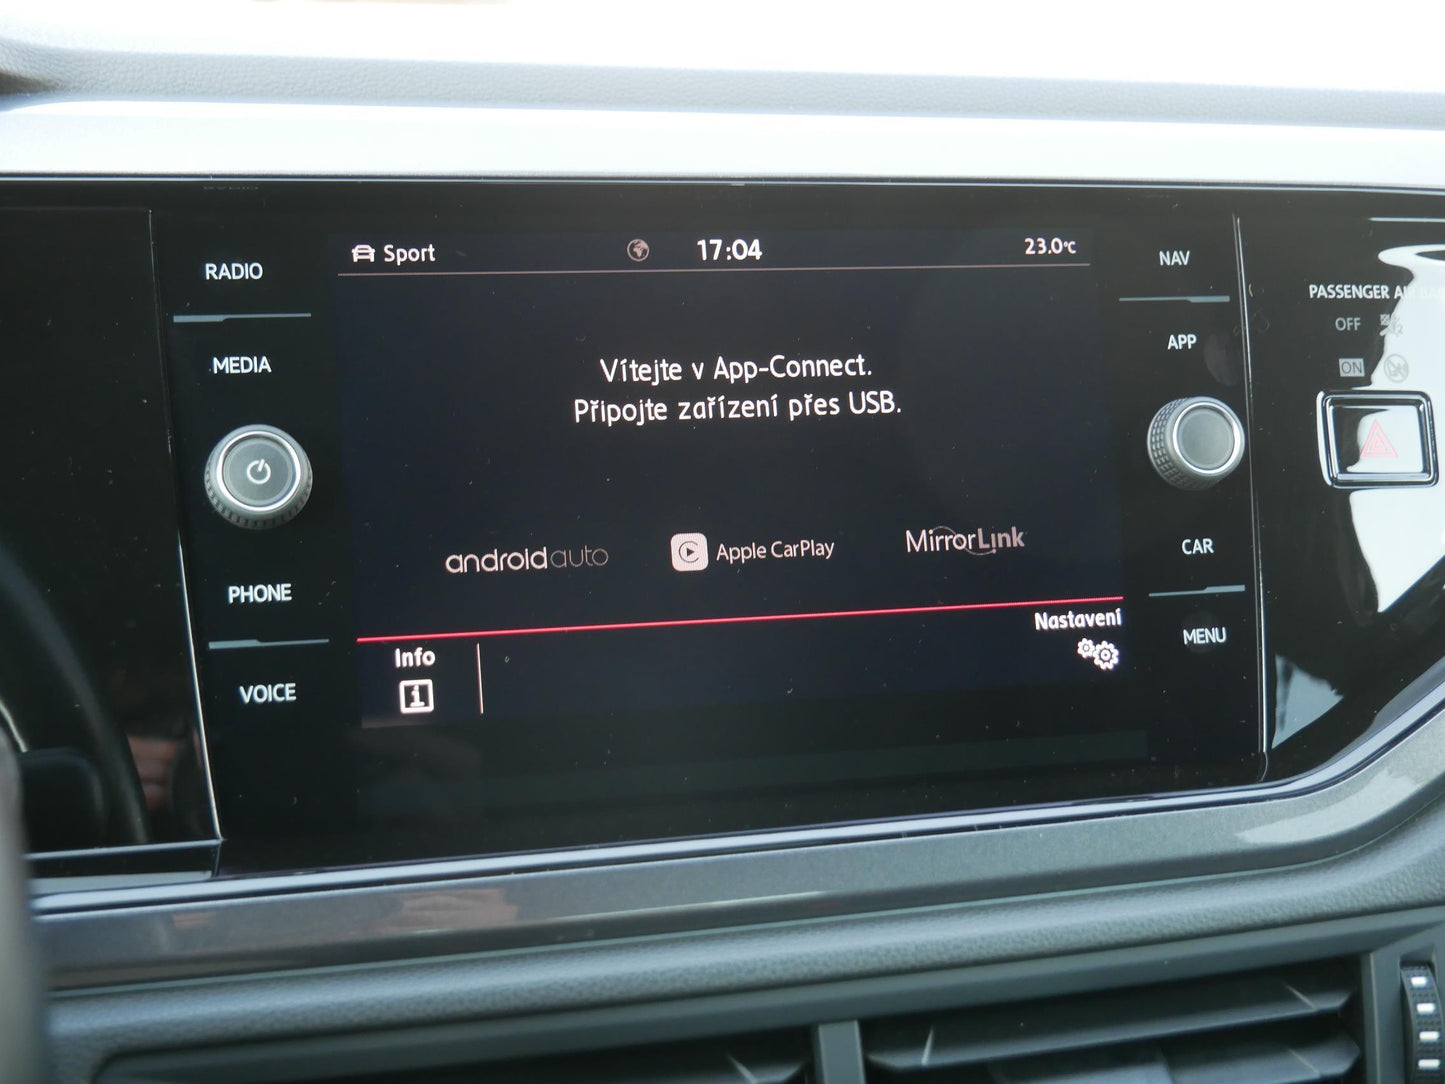 RADIO
MEDIA
PHONE
VOICE
Sport
17:04
23.0°C
Vítejte v App-Connect.
Připojte zařízení přes USB.
androidauto
Apple CarPlay
MirrorLink
Info
Nastavení
NAV
APP
CAR
MENU
PASSENGER AIR BAG
OFF
ON